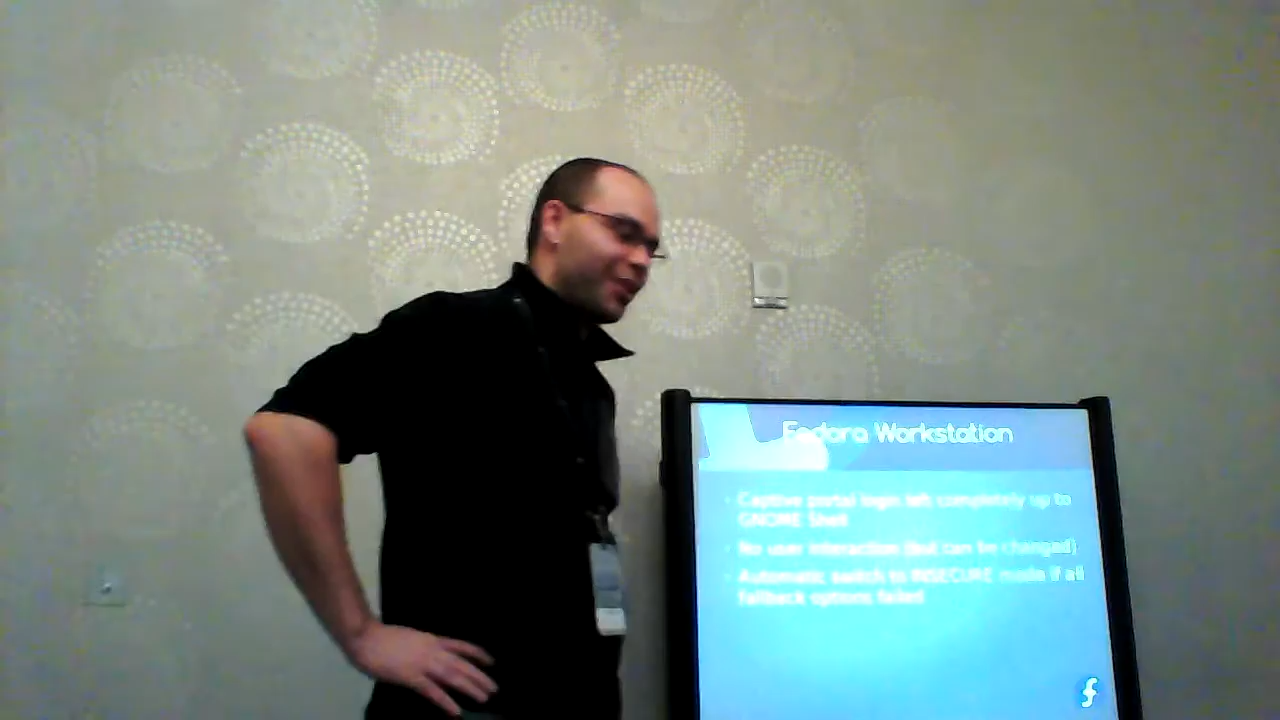 Fedora Workstation
Captive portal login left completely up to
GNOME Shell
No user interaction (but can be changed)
Automatic switch to INSECURE mode if all
fallback options failed